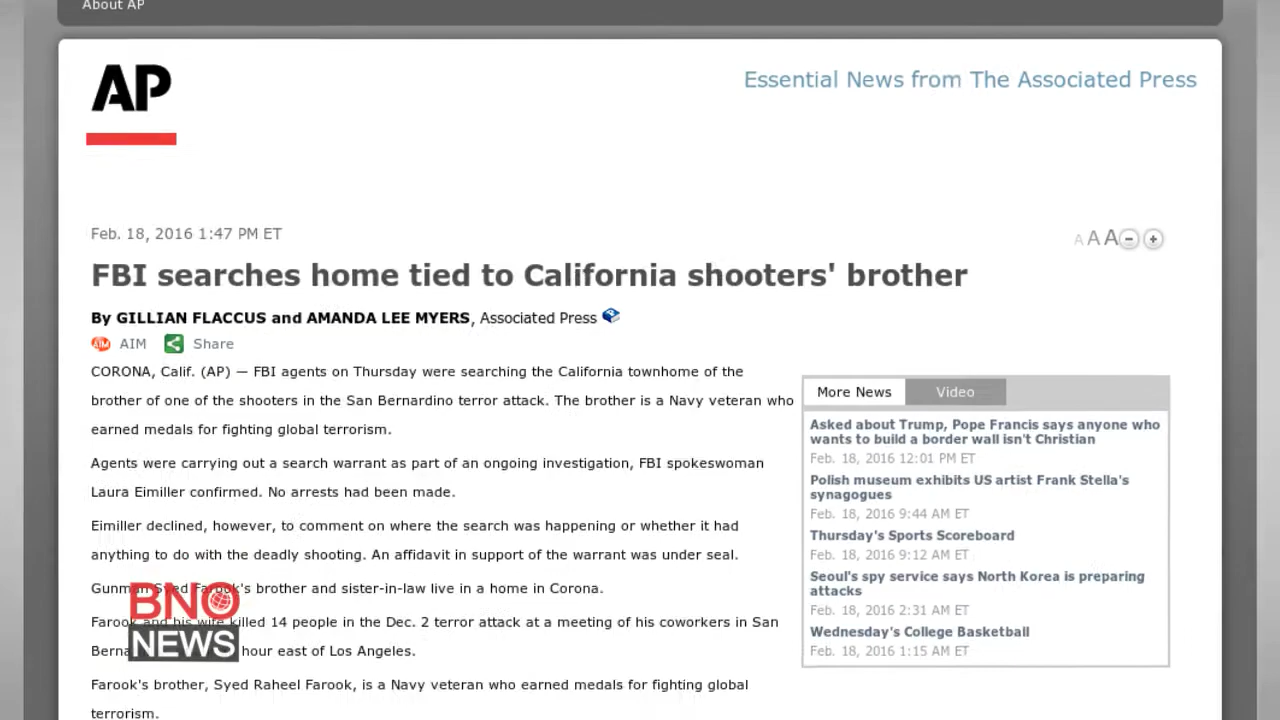 About AP
AP
Essential News from The Associated Press
Feb. 18, 2016 1:47 PM ET
A A A - +
FBI searches home tied to California shooters' brother
By GILLIAN FLACCUS and AMANDA LEE MYERS, Associated Press
AIM AIM Share
CORONA, Calif. (AP) — FBI agents on Thursday were searching the California townhome of the
brother of one of the shooters in the San Bernardino terror attack. The brother is a Navy veteran who
earned medals for fighting global terrorism.
Agents were carrying out a search warrant as part of an ongoing investigation, FBI spokeswoman
Laura Eimiller confirmed. No arrests had been made.
Eimiller declined, however, to comment on where the search was happening or whether it had
anything to do with the deadly shooting. An affidavit in support of the warrant was under seal.
Gunman Syed Farook's brother and sister-in-law live in a home in Corona.
Farook and his wife killed 14 people in the Dec. 2 terror attack at a meeting of his coworkers in San
Berna hour east of Los Angeles.
Farook's brother, Syed Raheel Farook, is a Navy veteran who earned medals for fighting global
terrorism.
BNO
NEWS
More News Video
Asked about Trump, Pope Francis says anyone who
wants to build a border wall isn't Christian
Feb. 18, 2016 12:01 PM ET
Polish museum exhibits US artist Frank Stella's
synagogues
Feb. 18, 2016 9:44 AM ET
Thursday's Sports Scoreboard
Feb. 18, 2016 9:12 AM ET
Seoul's spy service says North Korea is preparing
attacks
Feb. 18, 2016 2:31 AM ET
Wednesday's College Basketball
Feb. 18, 2016 1:15 AM ET